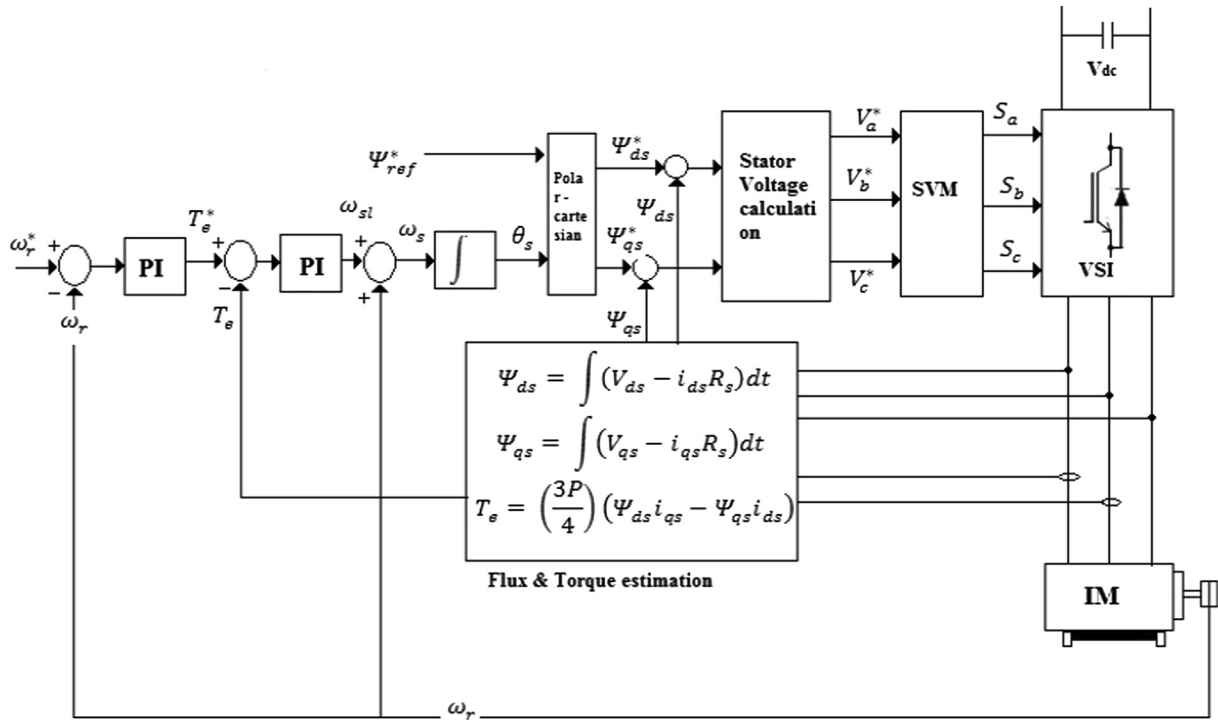 V_dc
Ψ*_ref
Pola
r-carte
sian
Ψ*_ds
Ψ_ds
Ψ*_qs
Ψ_qs
Stator
Voltage
calculati
on
V*_a
V*_b
V*_c
SVM
S_a
S_b
S_c
VSI
ω*_r
+
−
ω_r
PI
T*_e
+
−
T_e
PI
ω_sl
+
+
ω_s
∫
θ_s
Ψ_ds = ∫(V_ds − i_ds R_s)dt
Ψ_qs = ∫(V_qs − i_qs R_s)dt
T_e = (3P/4)(Ψ_ds i_qs − Ψ_qs i_ds)
Flux & Torque estimation
IM
ω_r